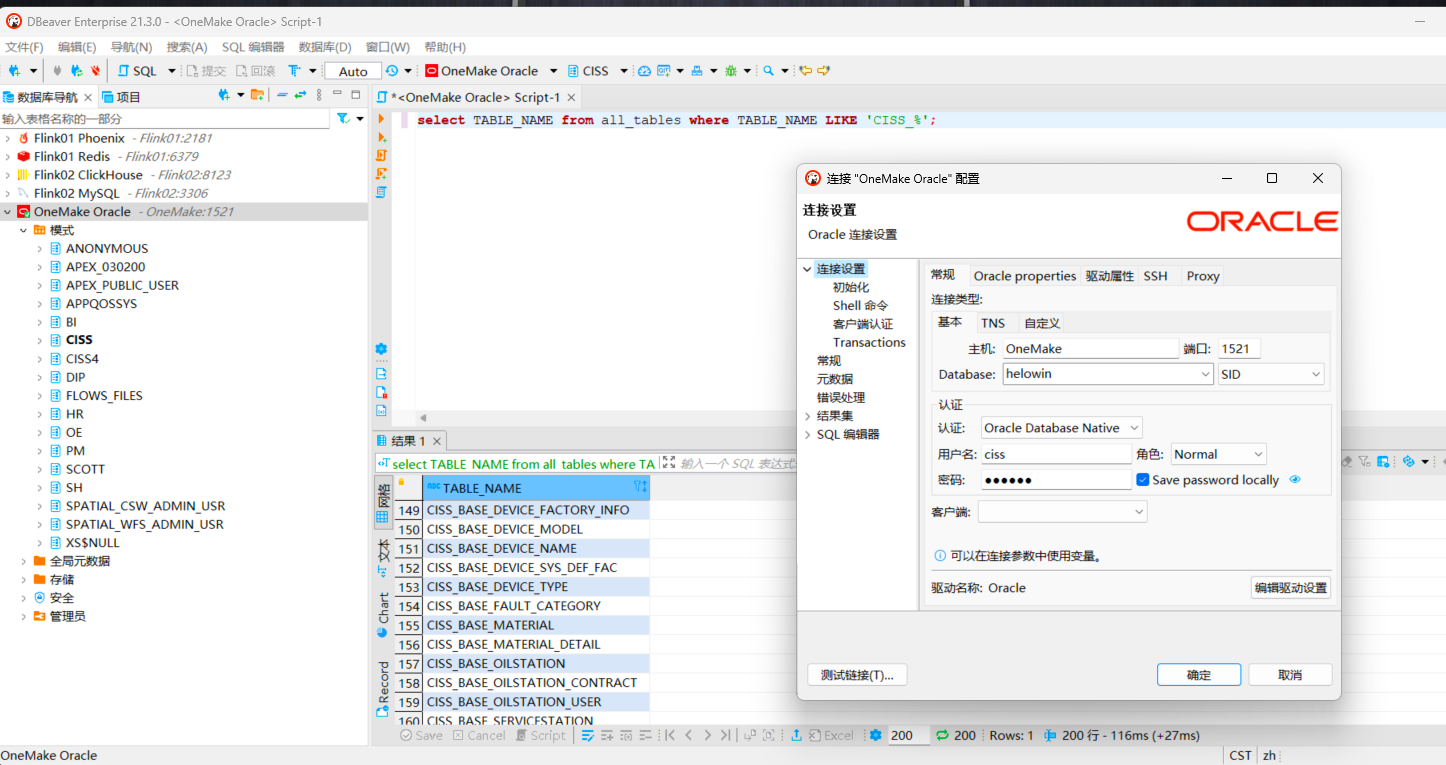 DBeaver Enterprise 21.3.0 - <OneMake Oracle> Script-1
文件(F) 编辑(E) 导航(N) 搜索(A) SQL 编辑器 数据库(D) 窗口(W) 帮助(H)
SQL 提交 回滚 Auto OneMake Oracle CISS
数据库导航 项目
*<OneMake Oracle> Script-1
输入表格名称的一部分
select TABLE_NAME from all_tables where TABLE_NAME LIKE 'CISS_%';
Flink01 Phoenix - Flink01:2181
Flink01 Redis - Flink01:6379
Flink02 ClickHouse - Flink02:8123
Flink02 MySQL - Flink02:3306
OneMake Oracle - OneMake:1521
模式
ANONYMOUS
APEX_030200
APEX_PUBLIC_USER
APPQOSSYS
BI
CISS
CISS4
DIP
FLOWS_FILES
HR
OE
PM
SCOTT
SH
SPATIAL_CSW_ADMIN_USR
SPATIAL_WFS_ADMIN_USR
XS$NULL
全局元数据
存储
安全
管理员
结果 1
select TABLE_NAME from all_tables where TA
输入一个 SQL 表达式
网格
文本
Chart
Record
ABC TABLE_NAME
149 CISS_BASE_DEVICE_FACTORY_INFO
150 CISS_BASE_DEVICE_MODEL
151 CISS_BASE_DEVICE_NAME
152 CISS_BASE_DEVICE_SYS_DEF_FAC
153 CISS_BASE_DEVICE_TYPE
154 CISS_BASE_FAULT_CATEGORY
155 CISS_BASE_MATERIAL
156 CISS_BASE_MATERIAL_DETAIL
157 CISS_BASE_OILSTATION
158 CISS_BASE_OILSTATION_CONTRACT
159 CISS_BASE_OILSTATION_USER
160 CISS_BASE_SERVICESTATION
Save Cancel Script Excel 200 200 Rows: 1 200 行 - 116ms (+27ms)
OneMake Oracle CST zh
连接 "OneMake Oracle" 配置
连接设置
Oracle 连接设置
ORACLE
连接设置
初始化
Shell 命令
客户端认证
Transactions
常规
元数据
错误处理
结果集
SQL 编辑器
常规 Oracle properties 驱动属性 SSH Proxy
连接类型:
基本 TNS 自定义
主机: OneMake 端口: 1521
Database: helowin SID
认证
认证: Oracle Database Native
用户名: ciss 角色: Normal
密码: ●●●●●● Save password locally
客户端:
可以在连接参数中使用变量。
驱动名称: Oracle 编辑驱动设置
测试链接(T)... 确定 取消